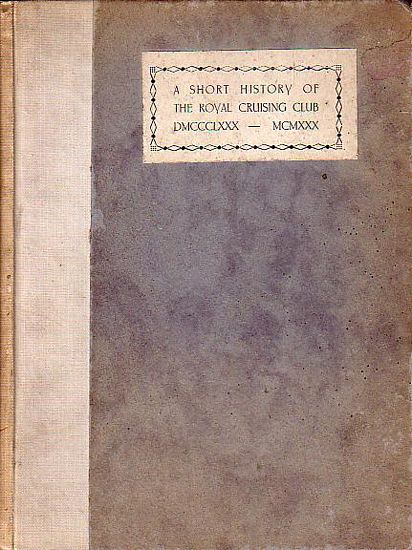 A SHORT HISTORY OF
THE ROYAL CRUISING CLUB
DMCCCLXXX — MCMXXX